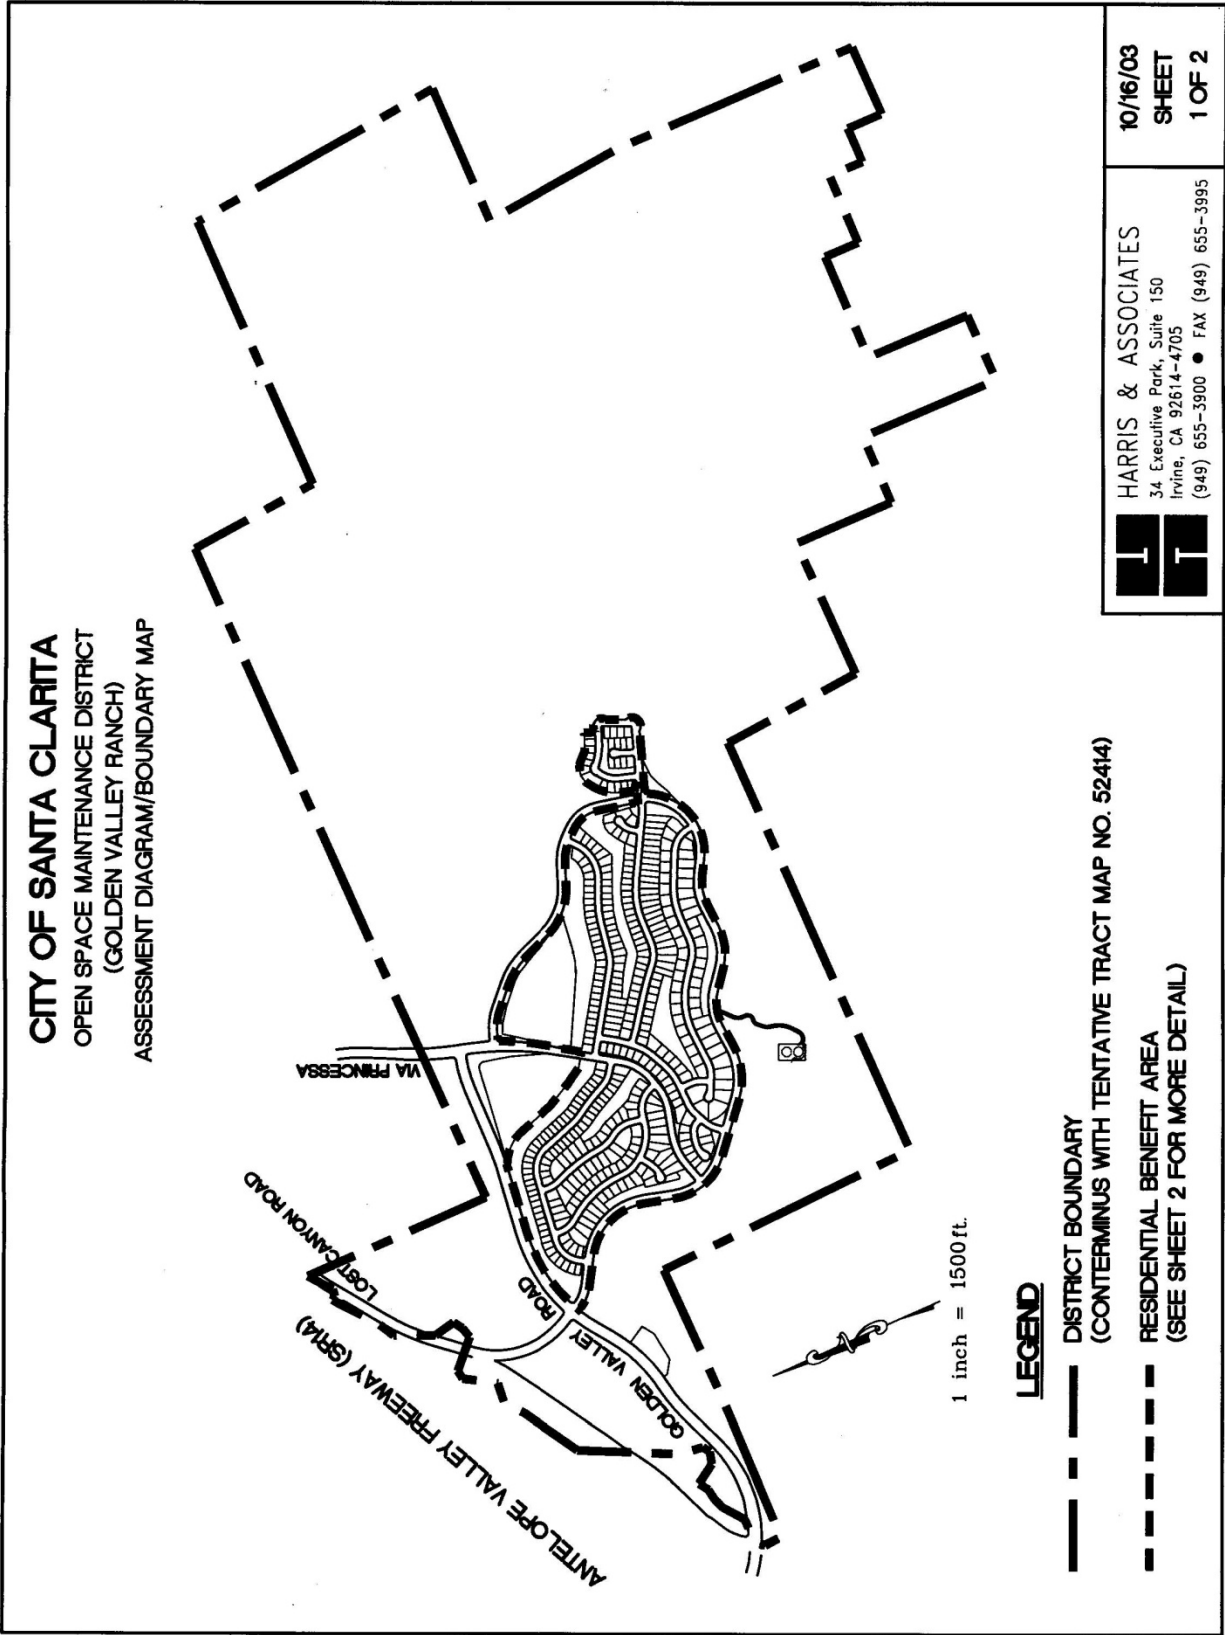 CITY OF SANTA CLARITA
OPEN SPACE MAINTENANCE DISTRICT
(GOLDEN VALLEY RANCH)
ASSESSMENT DIAGRAM/BOUNDARY MAP
VIA PRINCESSA
LOST CANYON ROAD
ANTELOPE VALLEY FREEWAY (SR14)
ROAD
GOLDEN VALLEY
1 inch = 1500ft.
LEGEND
DISTRICT BOUNDARY
(CONTERMINUS WITH TENTATIVE TRACT MAP NO. 52414)
RESIDENTIAL BENEFIT AREA
(SEE SHEET 2 FOR MORE DETAIL)
HARRIS & ASSOCIATES
34 Executive Park, Suite 150
Irvine, CA 92614-4705
(949) 655-3900 ● FAX (949) 655-3995
10/16/03
SHEET
1 OF 2